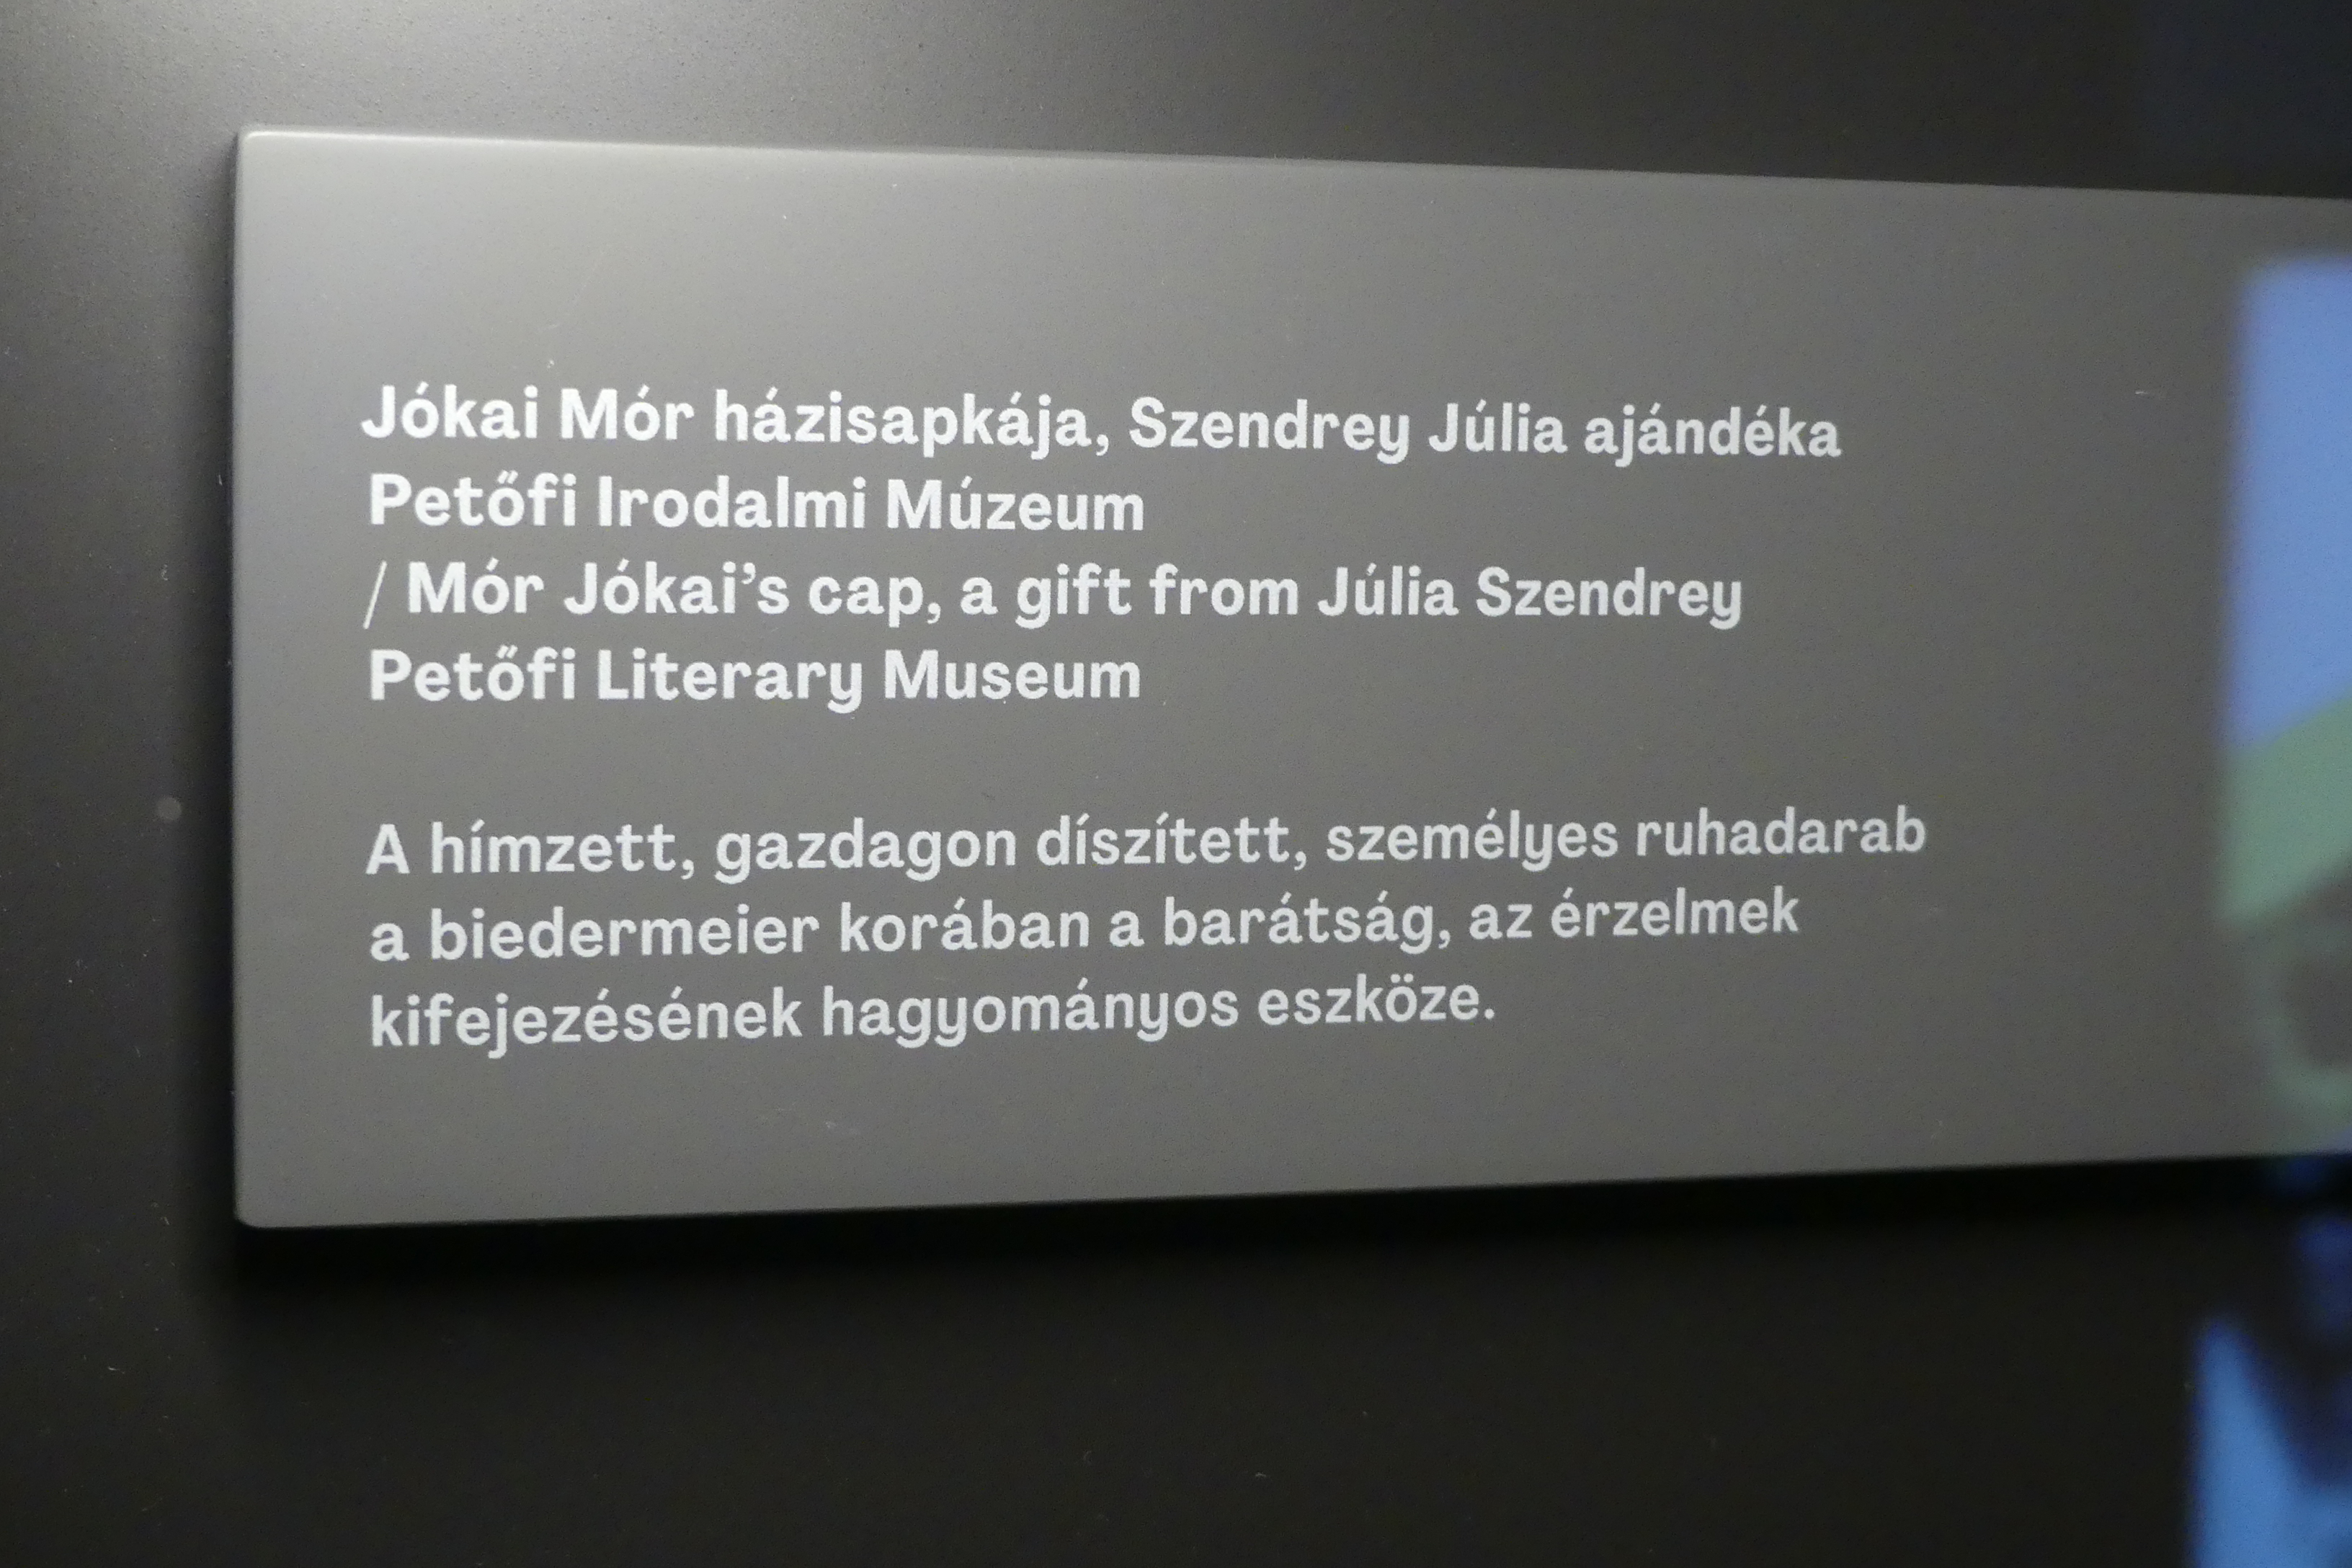 Jókai Mór házisapkája, Szendrey Júlia ajándéka
Petőfi Irodalmi Múzeum
/ Mór Jókai’s cap, a gift from Júlia Szendrey
Petőfi Literary Museum
A hímzett, gazdagon díszített, személyes ruhadarab
a biedermeier korában a barátság, az érzelmek
kifejezésének hagyományos eszköze.